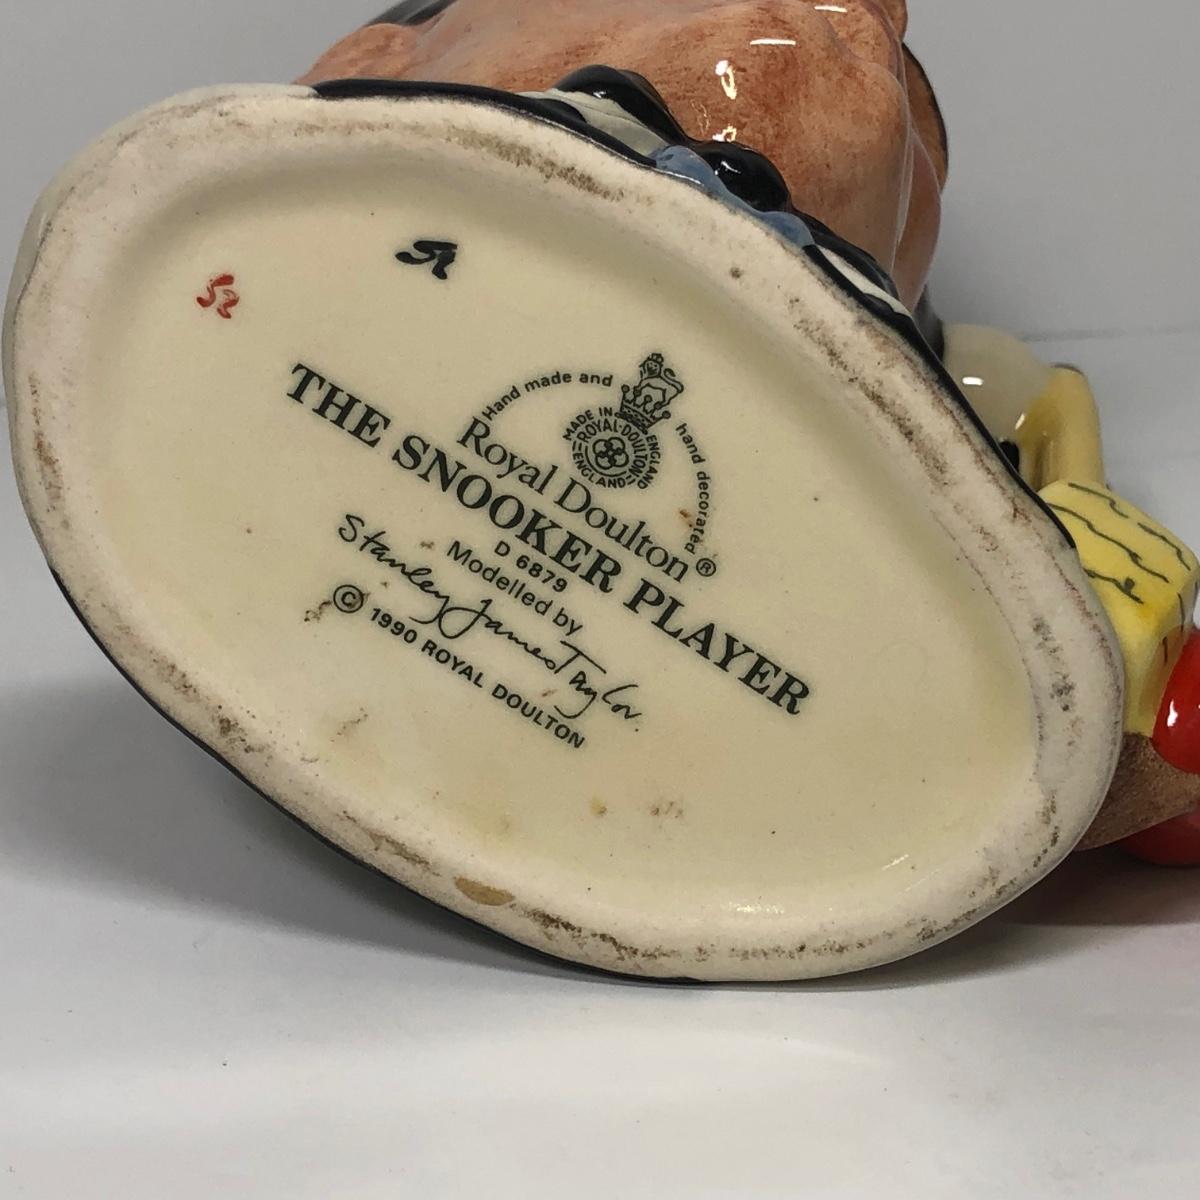 Hand made and hand decorated
MADE IN ENGLAND
ROYAL·DOULTON
ENGLAND
Royal Doulton ®
THE SNOOKER PLAYER
D 6879
Modelled by
Stanley James Taylor.
© 1990 ROYAL DOULTON